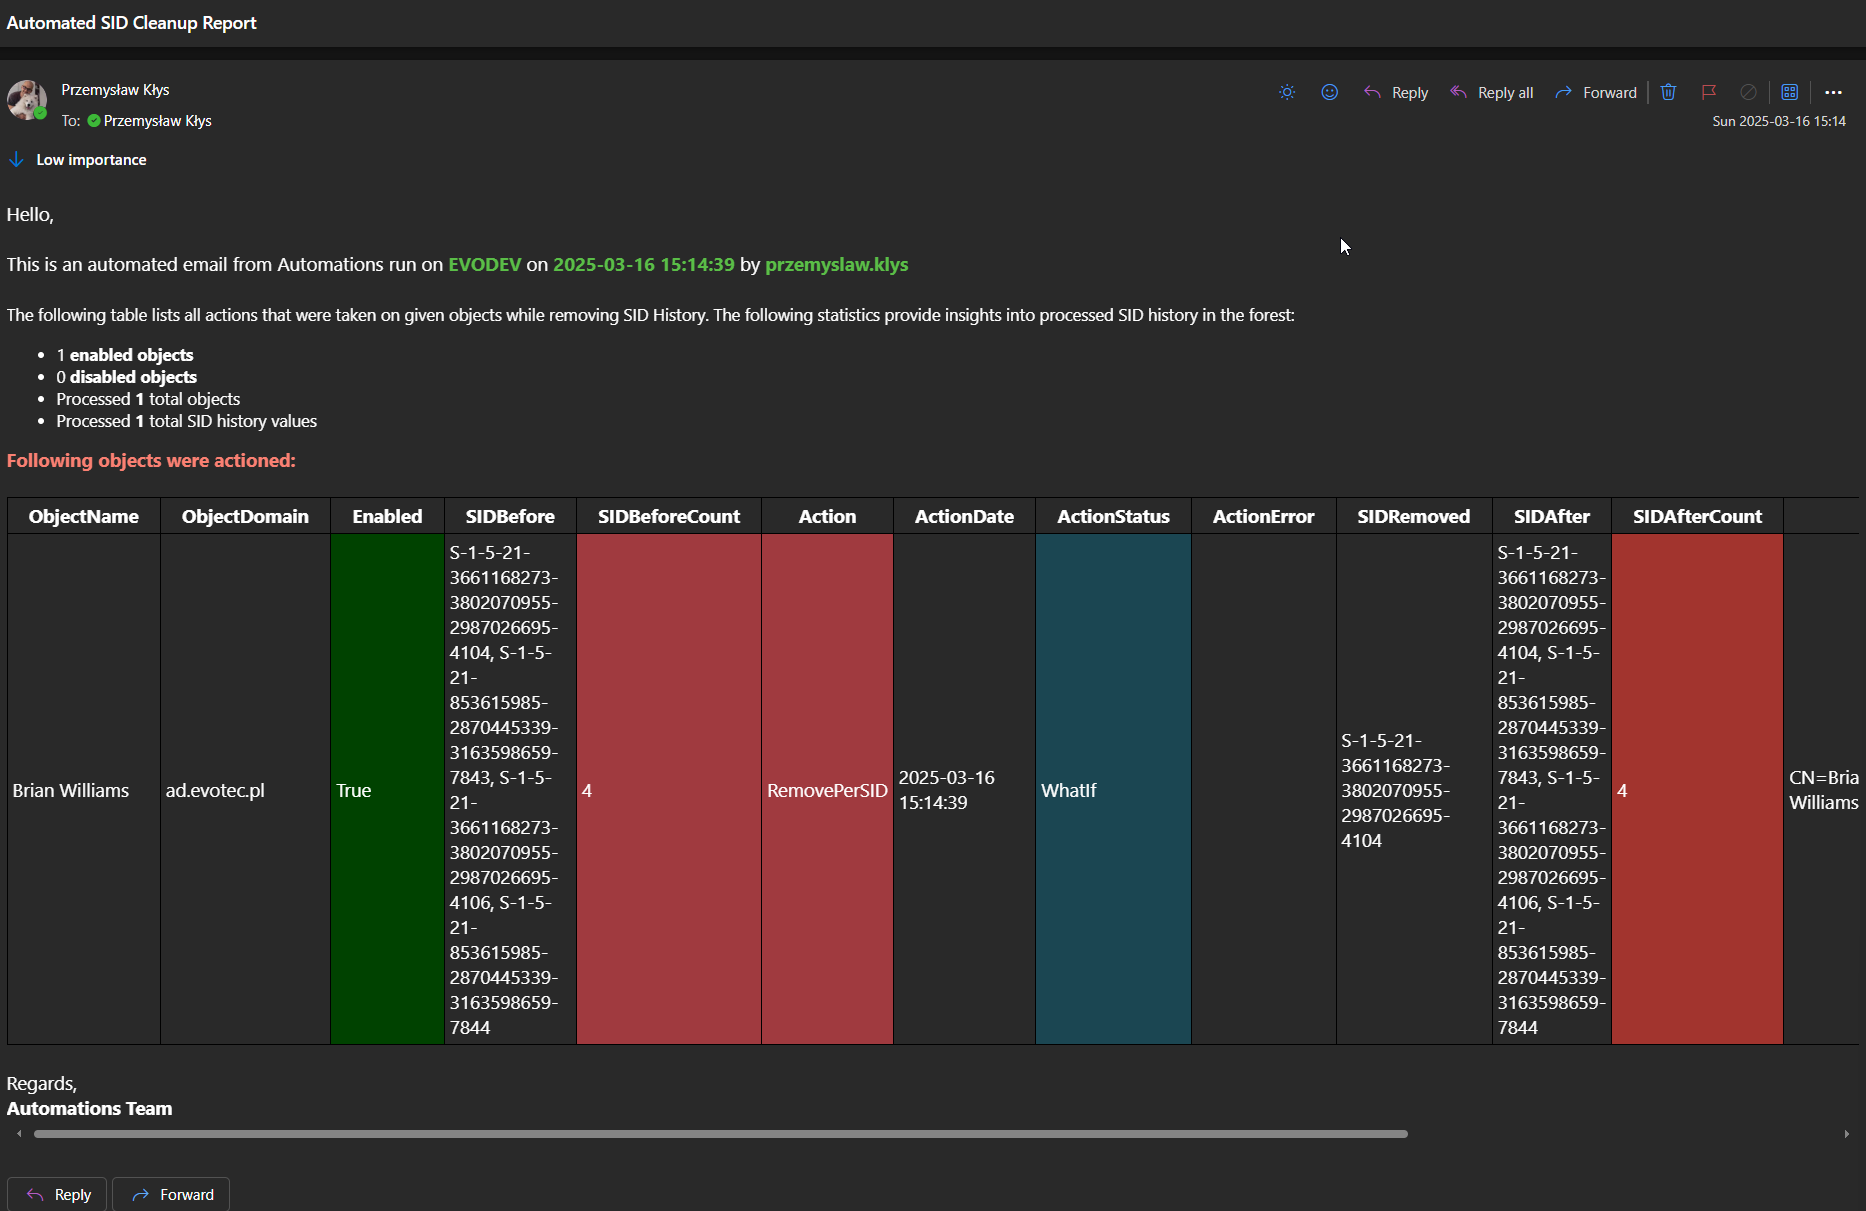 Automated SID Cleanup Report
Przemysław Kłys
To: Przemysław Kłys
Reply
Reply all
Forward
Sun 2025-03-16 15:14
Low importance
Hello,
This is an automated email from Automations run on EVODEV on 2025-03-16 15:14:39 by przemyslaw.klys
The following table lists all actions that were taken on given objects while removing SID History. The following statistics provide insights into processed SID history in the forest:
• 1 enabled objects
• 0 disabled objects
• Processed 1 total objects
• Processed 1 total SID history values
Following objects were actioned:
ObjectName ObjectDomain Enabled SIDBefore SIDBeforeCount Action ActionDate ActionStatus ActionError SIDRemoved SIDAfter SIDAfterCount
Brian Williams
ad.evotec.pl
True
S-1-5-21-
3661168273-
3802070955-
2987026695-
4104, S-1-5-
21-
853615985-
2870445339-
3163598659-
7843, S-1-5-
21-
3661168273-
3802070955-
2987026695-
4106, S-1-5-
21-
853615985-
2870445339-
3163598659-
7844
4
RemovePerSID
2025-03-16
15:14:39
WhatIf
S-1-5-21-
3661168273-
3802070955-
2987026695-
4104
S-1-5-21-
3661168273-
3802070955-
2987026695-
4104, S-1-5-
21-
853615985-
2870445339-
3163598659-
7843, S-1-5-
21-
3661168273-
3802070955-
2987026695-
4106, S-1-5-
21-
853615985-
2870445339-
3163598659-
7844
4
CN=Bria
Williams
Regards,
Automations Team
Reply
Forward